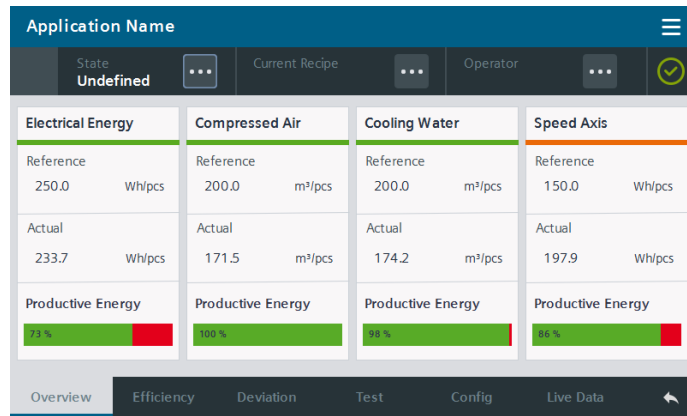 Application Name
State
Undefined
Current Recipe
Operator
Electrical Energy
Reference
250.0 Wh/pcs
Actual
233.7 Wh/pcs
Productive Energy
73 %
Compressed Air
Reference
200.0 m³/pcs
Actual
171.5 m³/pcs
Productive Energy
100 %
Cooling Water
Reference
200.0 m³/pcs
Actual
174.2 m³/pcs
Productive Energy
98 %
Speed Axis
Reference
150.0 Wh/pcs
Actual
197.9 Wh/pcs
Productive Energy
86 %
Overview Efficiency Deviation Test Config Live Data